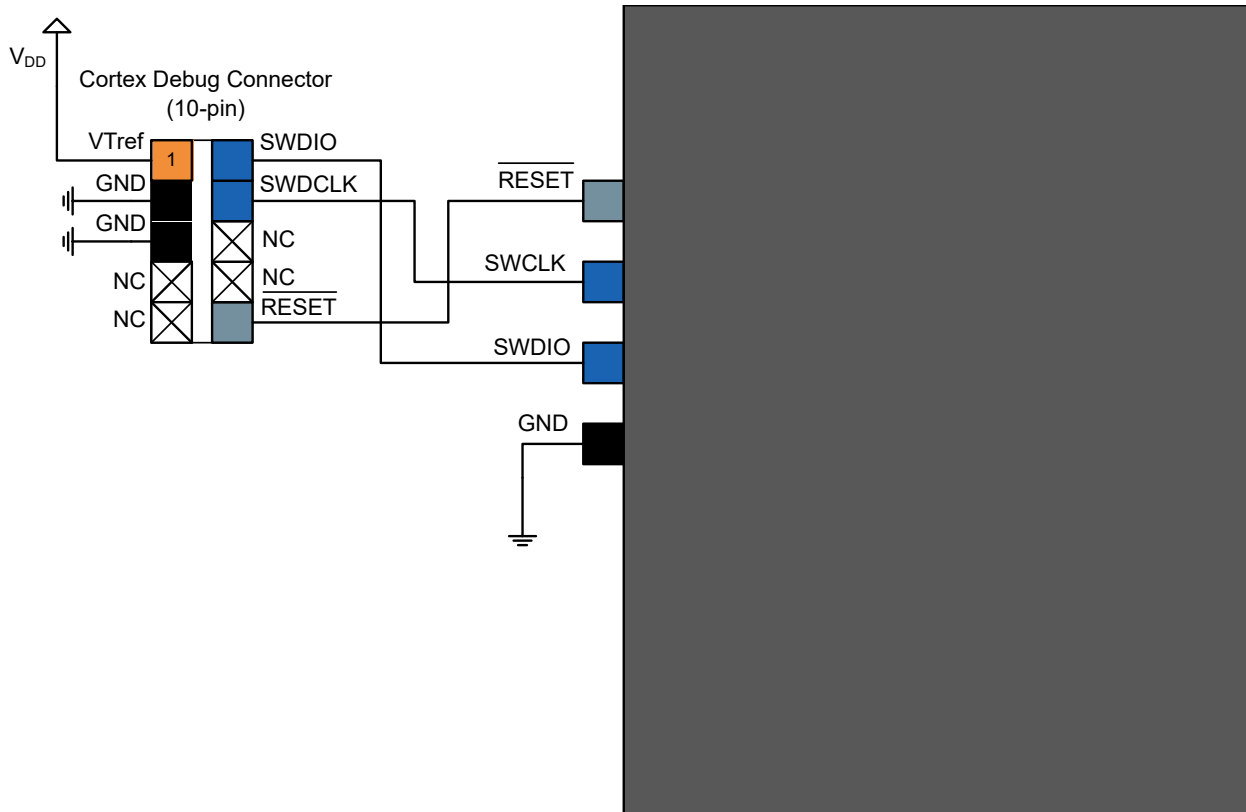 V_DD
Cortex Debug Connector
(10-pin)
VTref
1
SWDIO
GND
SWDCLK
GND
NC
NC
NC
NC
RESET
RESET
SWCLK
SWDIO
GND